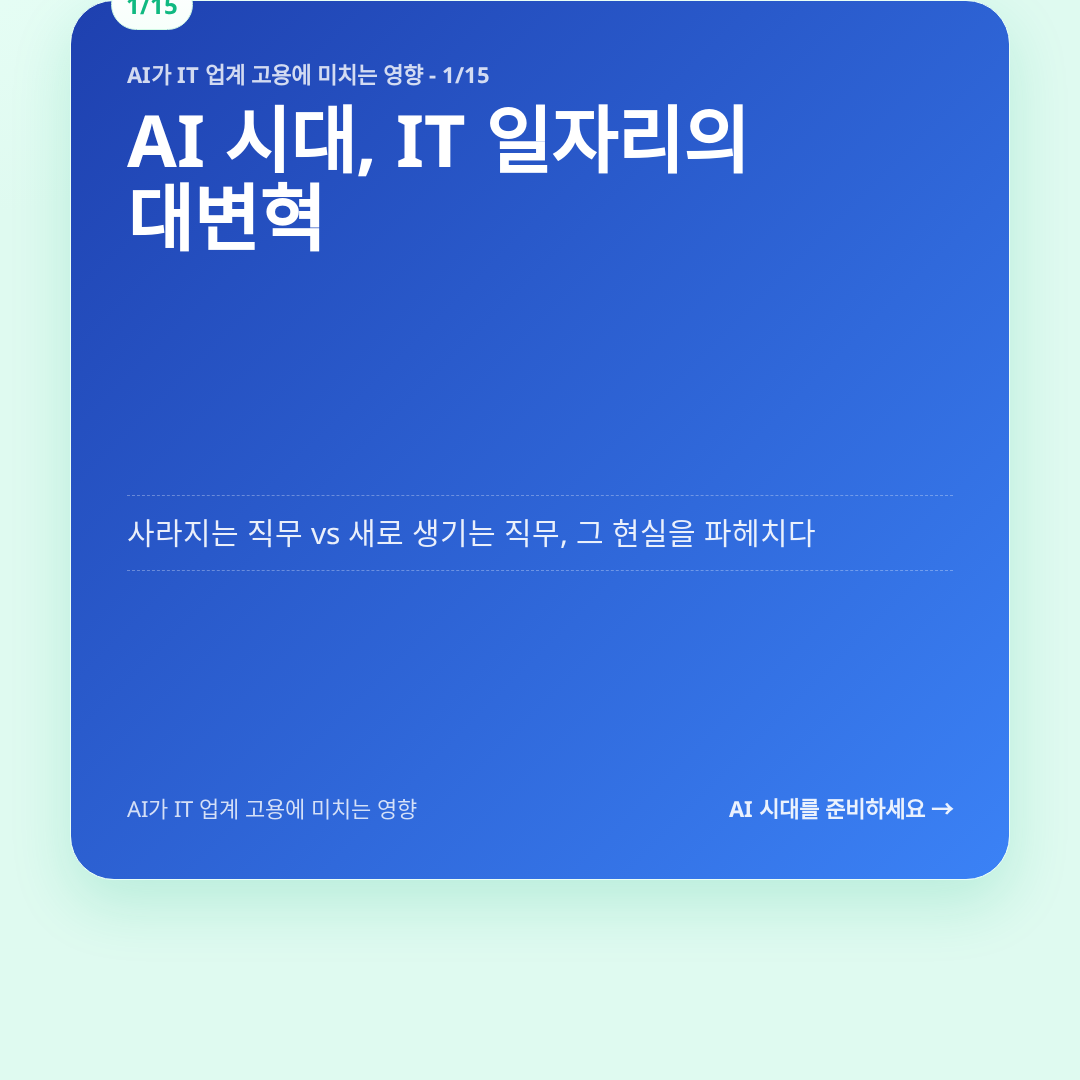 1/15
AI가 IT 업계 고용에 미치는 영향 - 1/15
AI 시대, IT 일자리의
대변혁
사라지는 직무 vs 새로 생기는 직무, 그 현실을 파헤치다
AI가 IT 업계 고용에 미치는 영향
AI 시대를 준비하세요 →